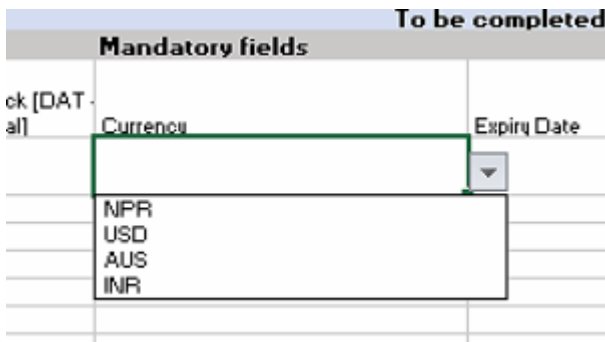 To be completed
Mandatory fields
ck [DAT -
al]
Currency
Expiry Date
NPR
USD
AUS
INR